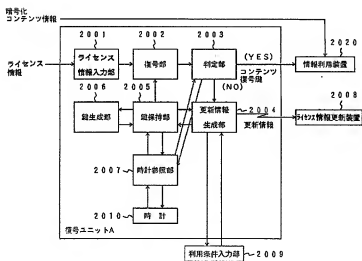 暗号化
コンテンツ情報
ライセンス
情報
2001
ライセンス
情報入力部
2002
復号部
2003
判定部
(YES)
コンテンツ
復号鍵
(NO)
2020
情報利用装置
2006
鍵生成部
2005
鍵保持部
更新情報
生成部
2004
更新情報
2008
ライセンス情報更新装置
2007
時計参照部
2010
時計
復号ユニットA
利用条件入力部
2009